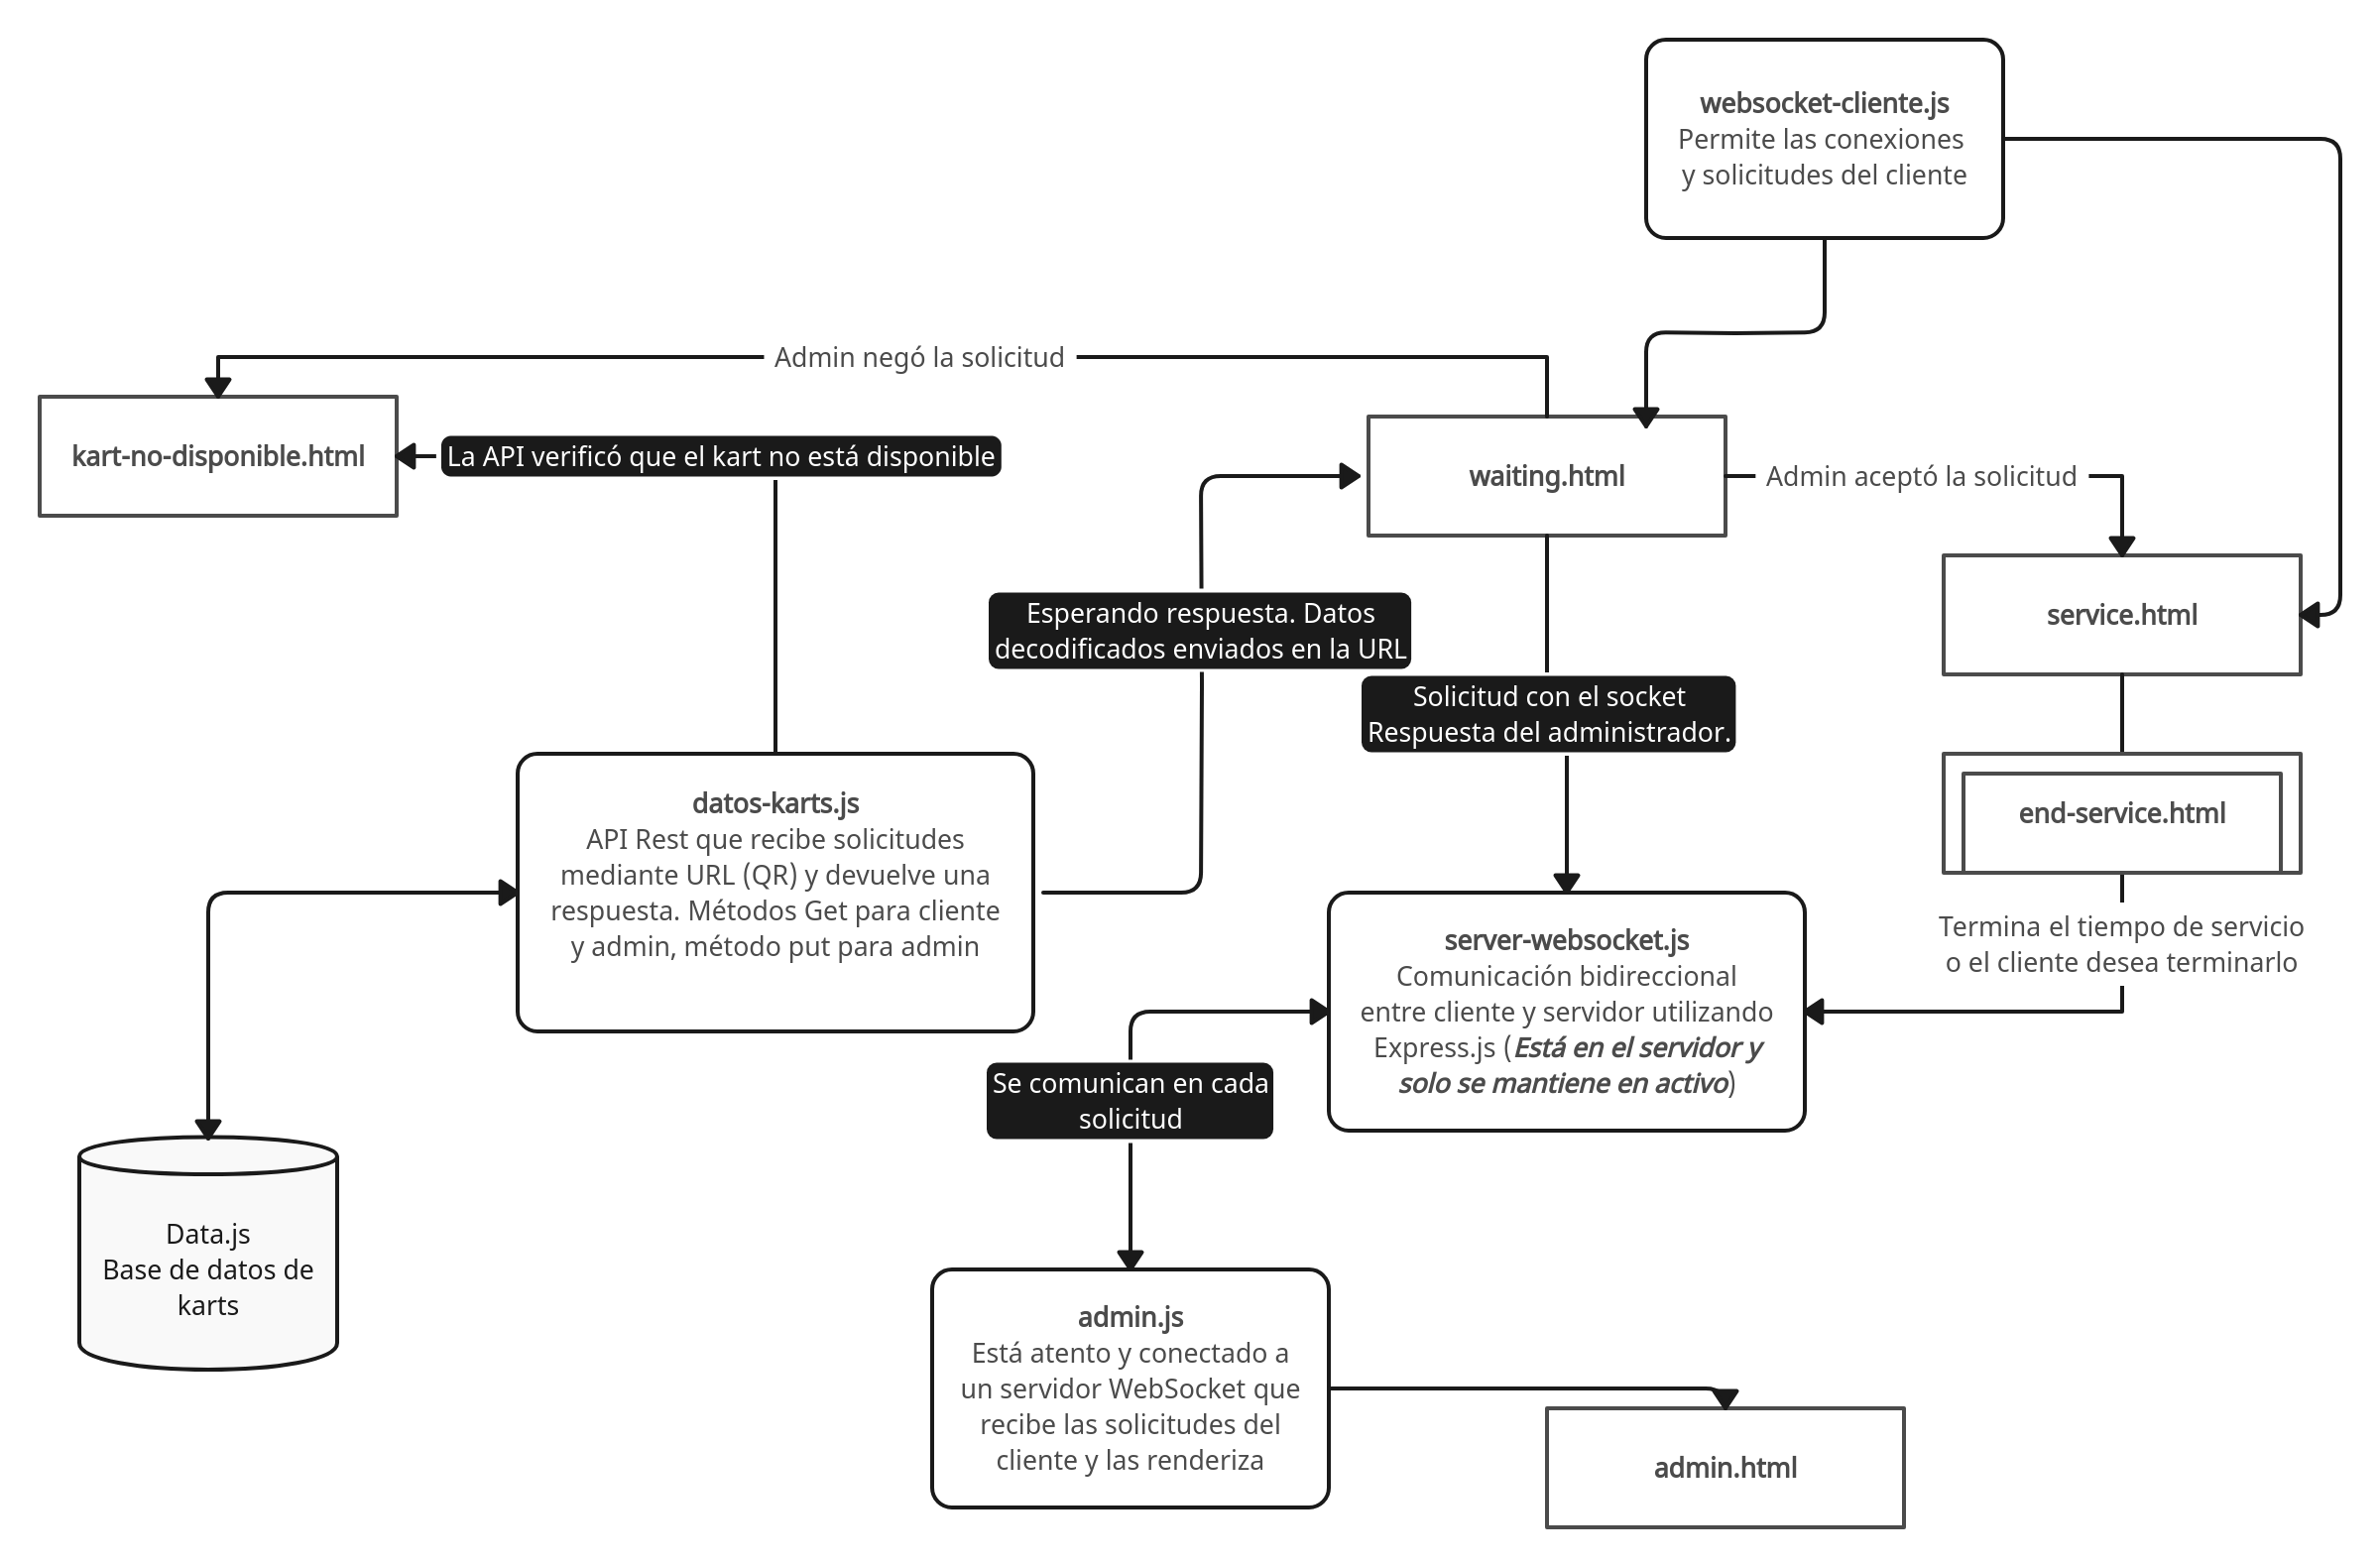 websocket-cliente.js
Permite las conexiones
y solicitudes del cliente
Admin negó la solicitud
kart-no-disponible.html
La API verificó que el kart no está disponible
waiting.html
Admin aceptó la solicitud
service.html
Esperando respuesta. Datos
decodificados enviados en la URL
Solicitud con el socket
Respuesta del administrador.
datos-karts.js
API Rest que recibe solicitudes
mediante URL (QR) y devuelve una
respuesta. Métodos Get para cliente
y admin, método put para admin
end-service.html
Termina el tiempo de servicio
o el cliente desea terminarlo
server-websocket.js
Comunicación bidireccional
entre cliente y servidor utilizando
Express.js (Está en el servidor y
solo se mantiene en activo)
Se comunican en cada
solicitud
Data.js
Base de datos de
karts
admin.js
Está atento y conectado a
un servidor WebSocket que
recibe las solicitudes del
cliente y las renderiza
admin.html